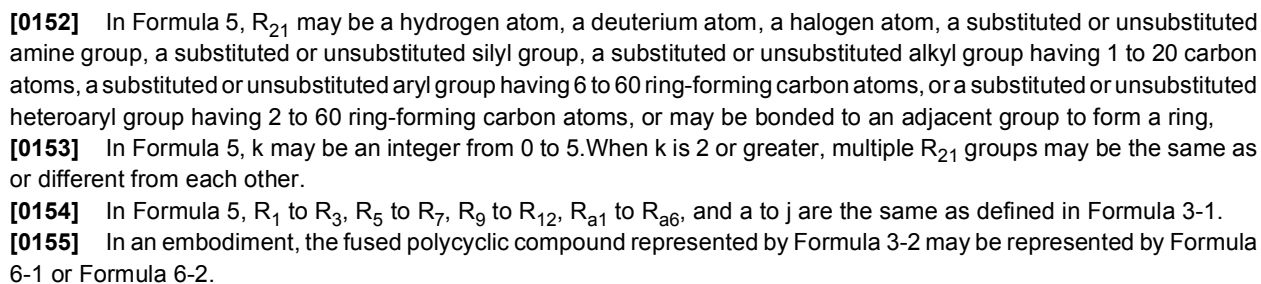 [0152] In Formula 5, R21 may be a hydrogen atom, a deuterium atom, a halogen atom, a substituted or unsubstituted
amine group, a substituted or unsubstituted silyl group, a substituted or unsubstituted alkyl group having 1 to 20 carbon
atoms, a substituted or unsubstituted aryl group having 6 to 60 ring-forming carbon atoms, or a substituted or unsubstituted
heteroaryl group having 2 to 60 ring-forming carbon atoms, or may be bonded to an adjacent group to form a ring,
[0153] In Formula 5, k may be an integer from 0 to 5.When k is 2 or greater, multiple R21 groups may be the same as
or different from each other.
[0154] In Formula 5, R1 to R3, R5 to R7, R9 to R12, Ra1 to Ra6, and a to j are the same as defined in Formula 3-1.
[0155] In an embodiment, the fused polycyclic compound represented by Formula 3-2 may be represented by Formula
6-1 or Formula 6-2.